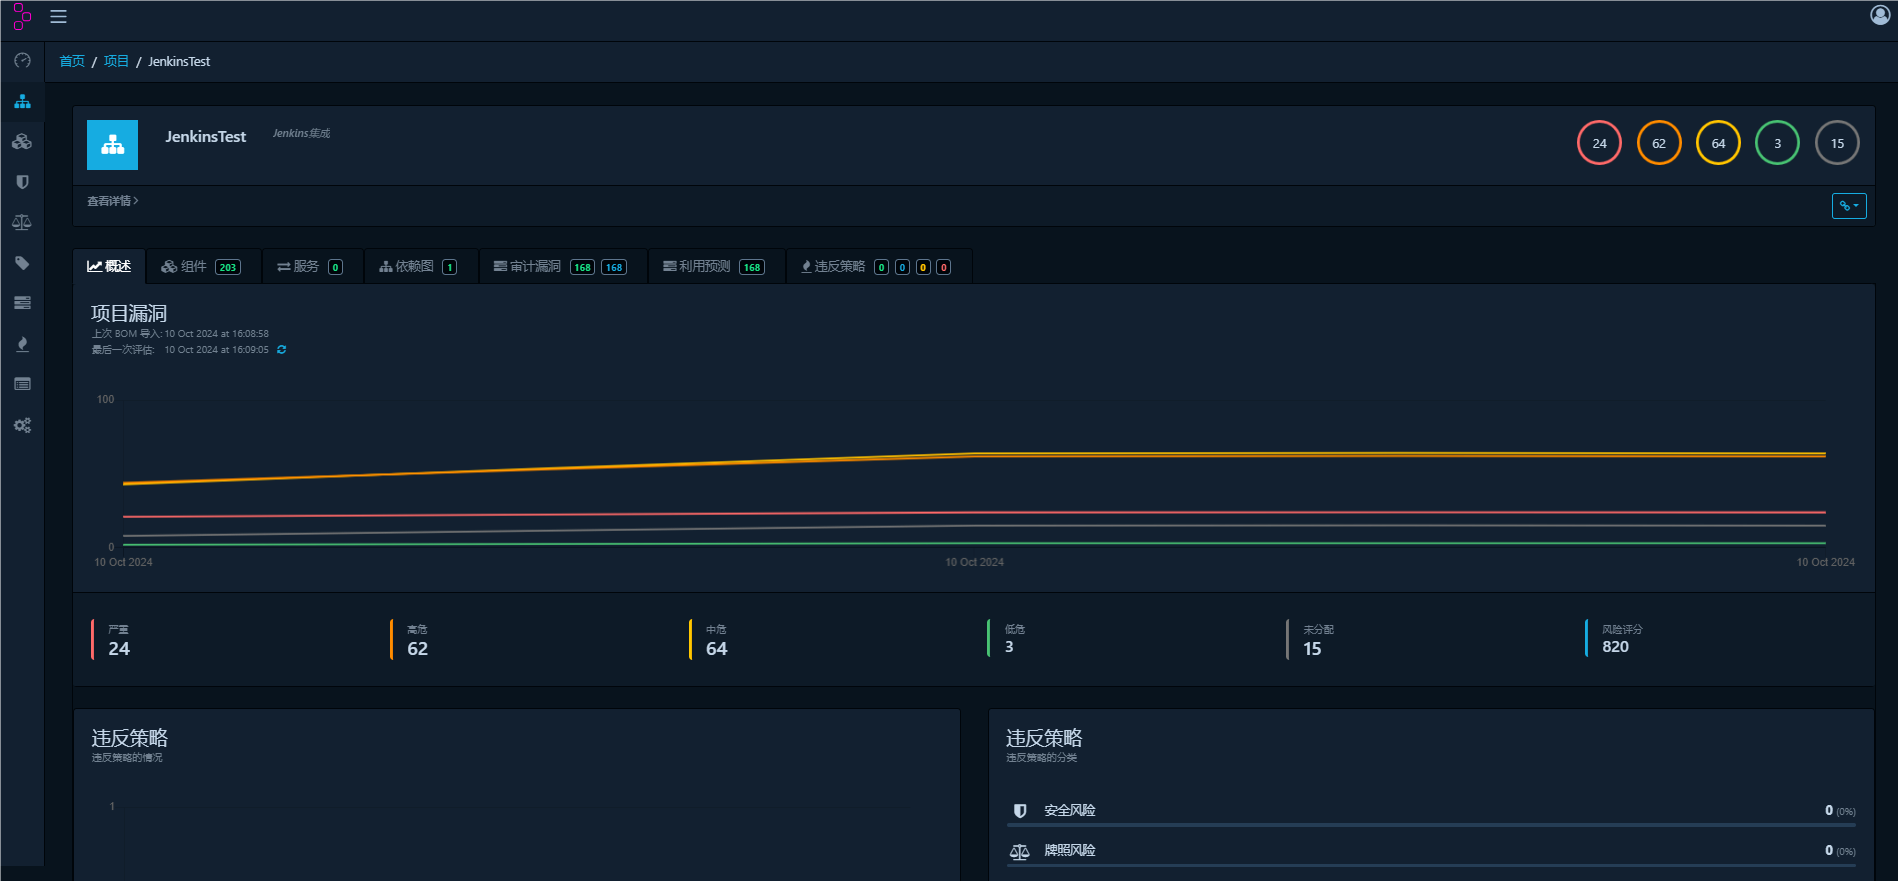 首页 / 项目 / JenkinsTest
JenkinsTest Jenkins集成
24 62 64 3 15
查看详情
概述 组件 203 服务 0 依赖图 1 审计漏洞 168 168 利用预测 168 违反策略 0 0 0 0
项目漏洞
上次 BOM 导入: 10 Oct 2024 at 16:08:58
最后一次评估: 10 Oct 2024 at 16:09:05
100
0
10 Oct 2024 10 Oct 2024 10 Oct 2024
严重 高危 中危 低危 未分配 风险评分
24 62 64 3 15 820
违反策略
违反策略的情况
1
违反策略
违反策略的分类
安全风险 0 (0%)
牌照风险 0 (0%)